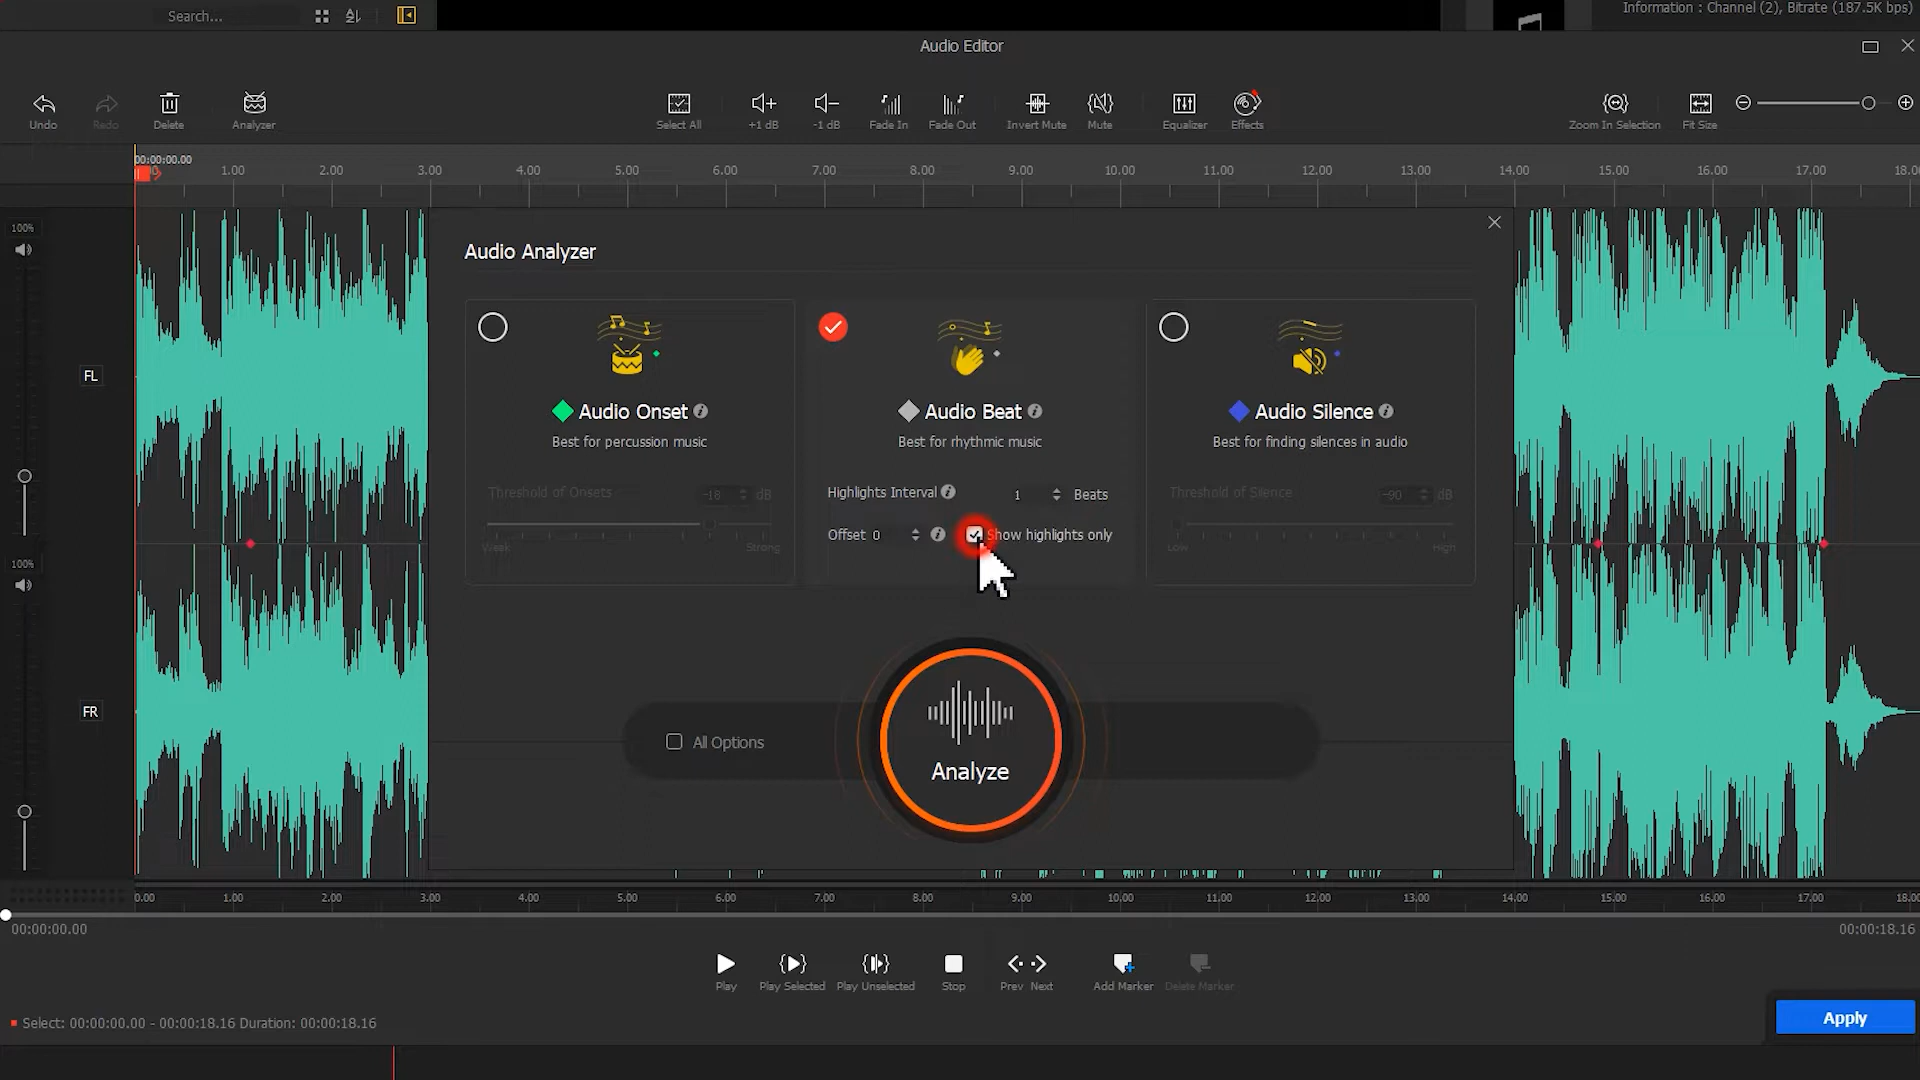 Search...
Information : Channel (2), Bitrate (187.5K bps)
Audio Editor
Undo
Redo
Delete
Analyzer
Select All
+1 dB
-1 dB
Fade In
Fade Out
Invert Mute
Mute
Equalizer
Effects
Zoom In Selection
Fit Size
00:00:00.00
1.00 2.00 3.00 4.00 5.00 6.00 7.00 8.00 9.00 10.00 11.00 12.00 13.00 14.00 15.00 16.00 17.00 18.0
100%
FL
100%
FR
Audio Analyzer
Audio Onset
Best for percussion music
Threshold of Onsets -18 dB
Weak Strong
Audio Beat
Best for rhythmic music
Highlights Interval 1 Beats
Offset 0 Show highlights only
Audio Silence
Best for finding silences in audio
Threshold of Silence -90 dB
Low High
All Options
Analyze
0.00 1.00 2.00 3.00 4.00 5.00 6.00 7.00 8.00 9.00 10.00 11.00 12.00 13.00 14.00 15.00 16.00 17.00 18.0
00:00:00.00
00:00:18.16
Play
Play Selected
Play Unselected
Stop
Prev
Next
Add Marker
Delete Marker
Select: 00:00:00.00 - 00:00:18.16 Duration: 00:00:18.16
Apply